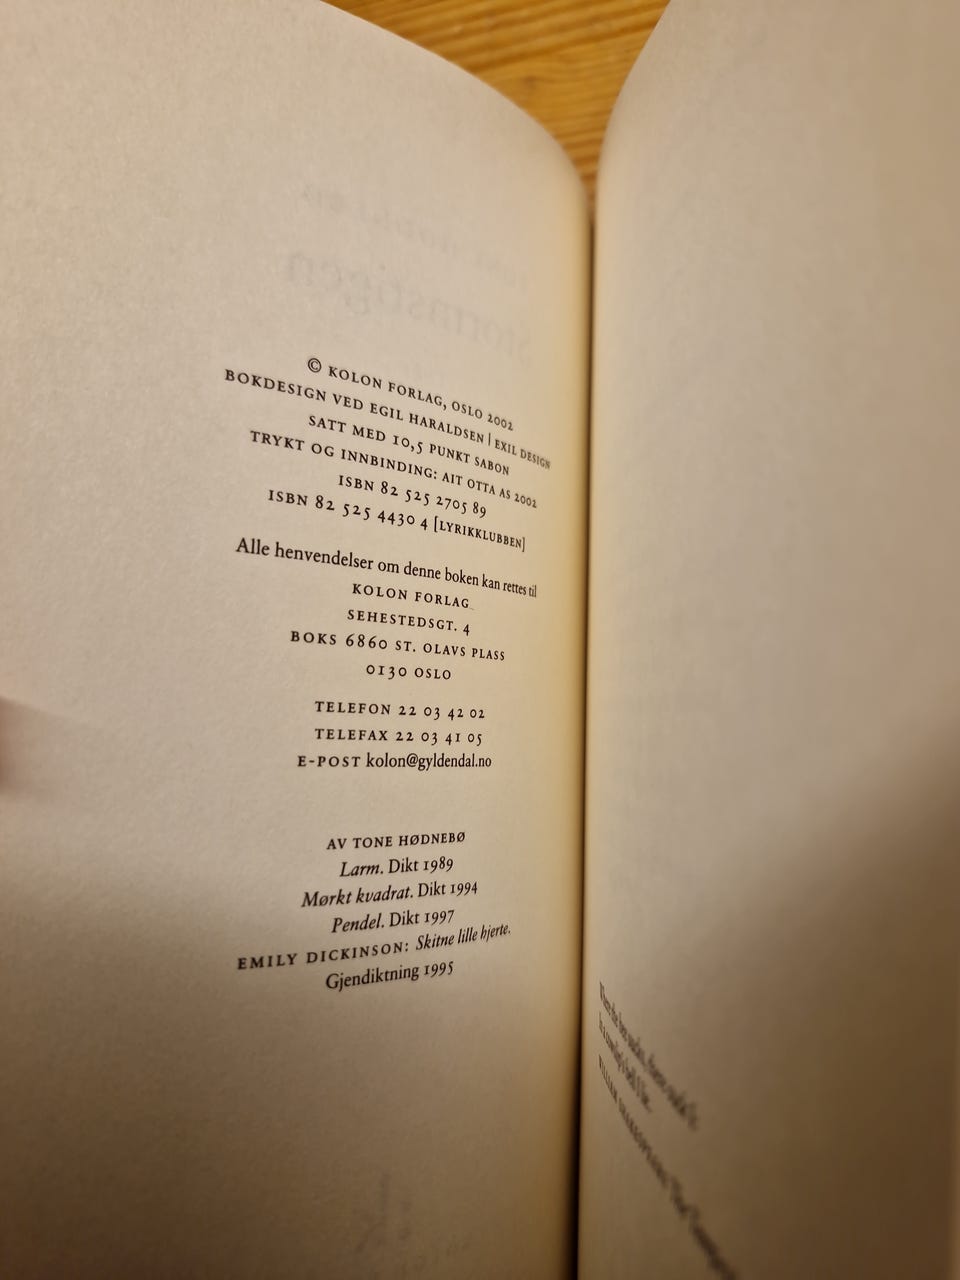 © KOLON FORLAG, OSLO 2002
BOKDESIGN VED EGIL HARALDSEN | EXIL DESIGN
SATT MED 10,5 PUNKT SABON
TRYKT OG INNBINDING: AIT OTTA AS 2002
ISBN 82 525 2705 89
ISBN 82 525 4430 4 [LYRIKKLUBBEN]
Alle henvendelser om denne boken kan rettes til
KOLON FORLAG
SEHESTEDSGT. 4
BOKS 6860 ST. OLAVS PLASS
0130 OSLO
TELEFON 22 03 42 02
TELEFAX 22 03 41 05
E-POST kolon@gyldendal.no
AV TONE HØDNEBØ
Larm. Dikt 1989
Mørkt kvadrat. Dikt 1994
Pendel. Dikt 1997
EMILY DICKINSON: Skitne lille hjerte.
Gjendiktning 1995